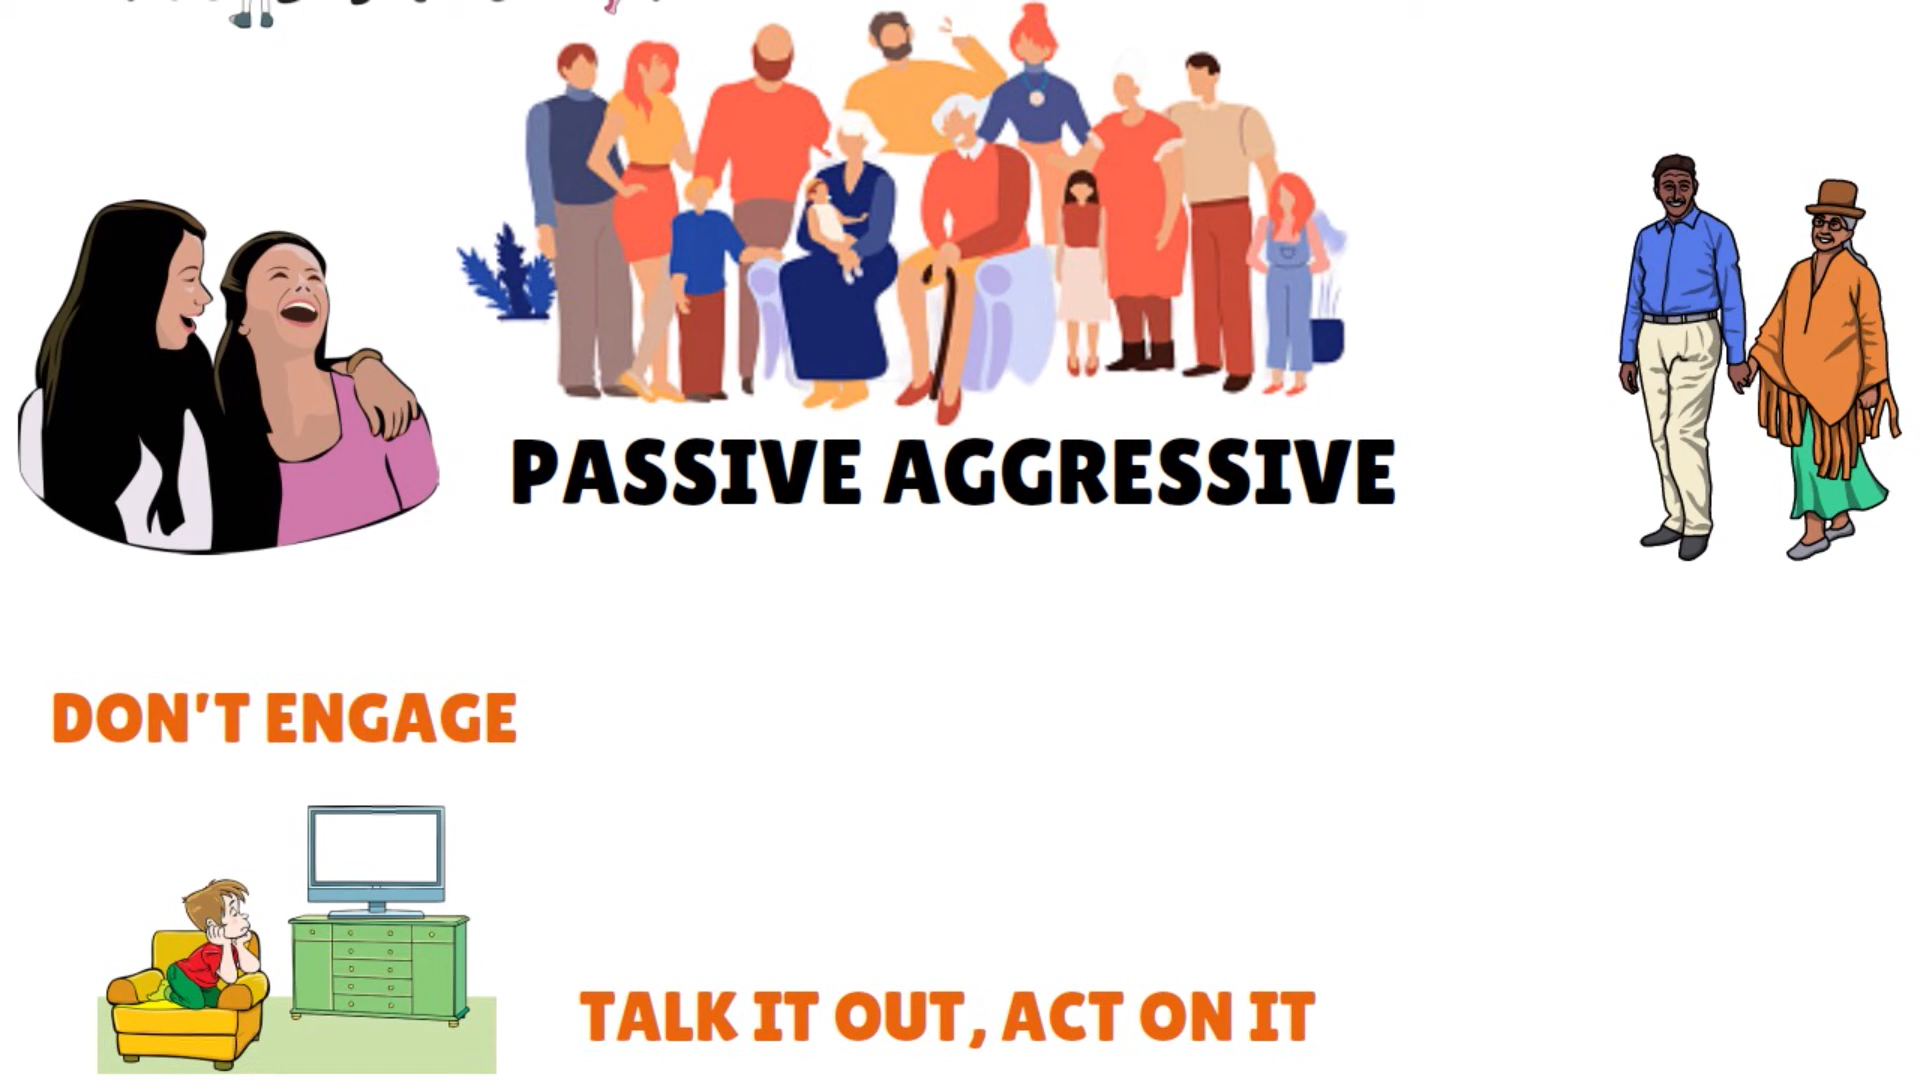 PASSIVE AGGRESSIVE
DON'T ENGAGE
TALK IT OUT, ACT ON IT